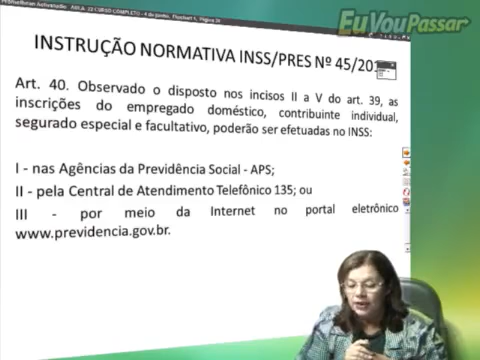 EuVouPassar
INSTRUÇÃO NORMATIVA INSS/PRES Nº 45/20
Art. 40. Observado o disposto nos incisos II a V do art. 39, as
inscrições do empregado doméstico, contribuinte individual,
segurado especial e facultativo, poderão ser efetuadas no INSS:
I - nas Agências da Previdência Social - APS;
II - pela Central de Atendimento Telefônico 135; ou
III - por meio da Internet no portal eletrônico
www.previdencia.gov.br.